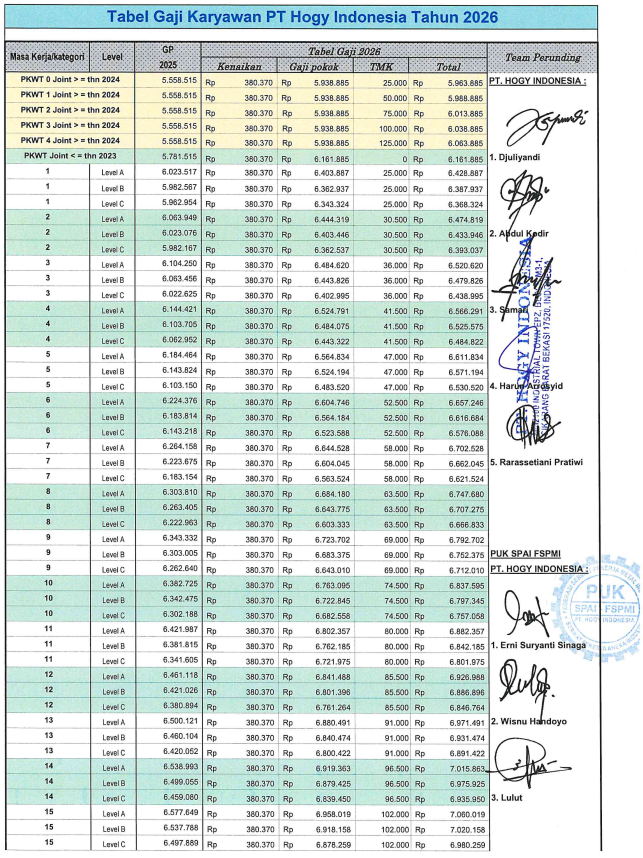 Tabel Gaji Karyawan PT Hogy Indonesia Tahun 2026
Masa Kerja/kategori Level GP 2025 Tabel Gaji 2026 Team Perunding
Kenaikan Gaji pokok TMK Total
PKWT 0 Joint > = thn 2024 5.558.515 Rp 380.370 Rp 5.938.885 25.000 Rp 5.963.885 PT. HOGY INDONESIA :
PKWT 1 Joint > = thn 2024 5.558.515 Rp 380.370 Rp 5.938.885 50.000 Rp 5.988.885
PKWT 2 Joint > = thn 2024 5.558.515 Rp 380.370 Rp 5.938.885 75.000 Rp 6.013.885
PKWT 3 Joint > = thn 2024 5.558.515 Rp 380.370 Rp 5.938.885 100.000 Rp 6.038.885
PKWT 4 Joint > = thn 2024 5.558.515 Rp 380.370 Rp 5.938.885 125.000 Rp 6.063.885
PKWT Joint < = thn 2023 5.781.515 Rp 380.370 Rp 6.161.885 0 Rp 6.161.885 1. Djuliyandi
1 Level A 6.023.517 Rp 380.370 Rp 6.403.887 25.000 Rp 6.428.887
1 Level B 5.982.567 Rp 380.370 Rp 6.362.937 25.000 Rp 6.387.937
1 Level C 5.962.954 Rp 380.370 Rp 6.343.324 25.000 Rp 6.368.324
2 Level A 6.063.949 Rp 380.370 Rp 6.444.319 30.500 Rp 6.474.819
2 Level B 6.023.076 Rp 380.370 Rp 6.403.446 30.500 Rp 6.433.946 2. Abdul Kodir
2 Level C 5.982.167 Rp 380.370 Rp 6.362.537 30.500 Rp 6.393.037
3 Level A 6.104.250 Rp 380.370 Rp 6.484.620 36.000 Rp 6.520.620
3 Level B 6.063.456 Rp 380.370 Rp 6.443.826 36.000 Rp 6.479.826
3 Level C 6.022.625 Rp 380.370 Rp 6.402.995 36.000 Rp 6.438.995
4 Level A 6.144.421 Rp 380.370 Rp 6.524.791 41.500 Rp 6.566.291 3. Samari
4 Level B 6.103.705 Rp 380.370 Rp 6.484.075 41.500 Rp 6.525.575
4 Level C 6.062.952 Rp 380.370 Rp 6.443.322 41.500 Rp 6.484.822
5 Level A 6.184.464 Rp 380.370 Rp 6.564.834 47.000 Rp 6.611.834
5 Level B 6.143.824 Rp 380.370 Rp 6.524.194 47.000 Rp 6.571.194
5 Level C 6.103.150 Rp 380.370 Rp 6.483.520 47.000 Rp 6.530.520 4. Harun Arrosyid
6 Level A 6.224.376 Rp 380.370 Rp 6.604.746 52.500 Rp 6.657.246
6 Level B 6.183.814 Rp 380.370 Rp 6.564.184 52.500 Rp 6.616.684
6 Level C 6.143.218 Rp 380.370 Rp 6.523.588 52.500 Rp 6.576.088
7 Level A 6.264.158 Rp 380.370 Rp 6.644.528 58.000 Rp 6.702.528
7 Level B 6.223.675 Rp 380.370 Rp 6.604.045 58.000 Rp 6.662.045 5. Rarassetiani Pratiwi
7 Level C 6.183.154 Rp 380.370 Rp 6.563.524 58.000 Rp 6.621.524
8 Level A 6.303.810 Rp 380.370 Rp 6.684.180 63.500 Rp 6.747.680
8 Level B 6.263.405 Rp 380.370 Rp 6.643.775 63.500 Rp 6.707.275
8 Level C 6.222.963 Rp 380.370 Rp 6.603.333 63.500 Rp 6.666.833
9 Level A 6.343.332 Rp 380.370 Rp 6.723.702 69.000 Rp 6.792.702
9 Level B 6.303.005 Rp 380.370 Rp 6.683.375 69.000 Rp 6.752.375 PUK SPAI FSPMI
9 Level C 6.262.640 Rp 380.370 Rp 6.643.010 69.000 Rp 6.712.010 PT. HOGY INDONESIA :
10 Level A 6.382.725 Rp 380.370 Rp 6.763.095 74.500 Rp 6.837.595
10 Level B 6.342.475 Rp 380.370 Rp 6.722.845 74.500 Rp 6.797.345
10 Level C 6.302.188 Rp 380.370 Rp 6.682.558 74.500 Rp 6.757.058
11 Level A 6.421.987 Rp 380.370 Rp 6.802.357 80.000 Rp 6.882.357
11 Level B 6.381.815 Rp 380.370 Rp 6.762.185 80.000 Rp 6.842.185 1. Erni Suryanti Sinaga
11 Level C 6.341.605 Rp 380.370 Rp 6.721.975 80.000 Rp 6.801.975
12 Level A 6.461.118 Rp 380.370 Rp 6.841.488 85.500 Rp 6.926.988
12 Level B 6.421.026 Rp 380.370 Rp 6.801.396 85.500 Rp 6.886.896
12 Level C 6.380.894 Rp 380.370 Rp 6.761.264 85.500 Rp 6.846.764
13 Level A 6.500.121 Rp 380.370 Rp 6.880.491 91.000 Rp 6.971.491 2. Wisnu Handoyo
13 Level B 6.460.104 Rp 380.370 Rp 6.840.474 91.000 Rp 6.931.474
13 Level C 6.420.052 Rp 380.370 Rp 6.800.422 91.000 Rp 6.891.422
14 Level A 6.538.993 Rp 380.370 Rp 6.919.363 96.500 Rp 7.015.863
14 Level B 6.499.055 Rp 380.370 Rp 6.879.425 96.500 Rp 6.975.925
14 Level C 6.459.080 Rp 380.370 Rp 6.839.450 96.500 Rp 6.935.950 3. Lulut
15 Level A 6.577.649 Rp 380.370 Rp 6.958.019 102.000 Rp 7.060.019
15 Level B 6.537.788 Rp 380.370 Rp 6.918.158 102.000 Rp 7.020.158
15 Level C 6.497.889 Rp 380.370 Rp 6.878.259 102.000 Rp 6.980.259
PT. HOGY INDONESIA
BEKASI 17520, INDONESIA
PUK
SPAI - FSPMI
PT. HOGY INDONESIA